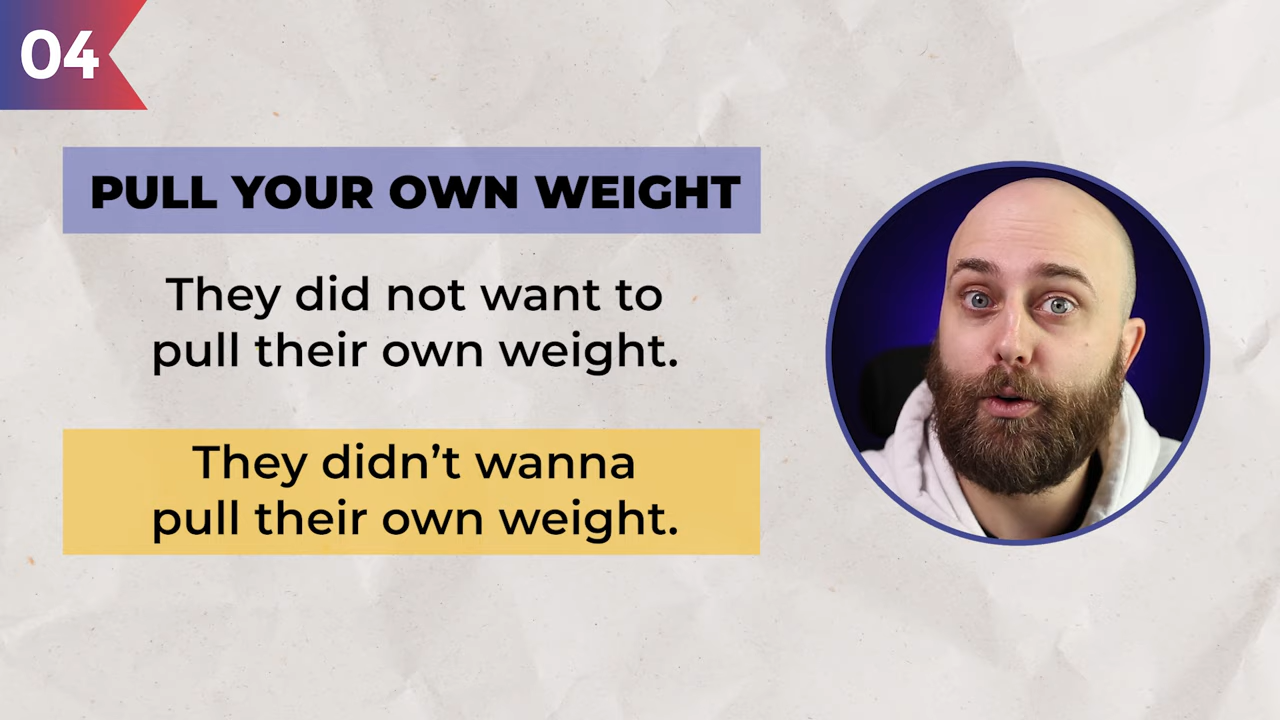 04
PULL YOUR OWN WEIGHT
They did not want to
pull their own weight.
They didn’t wanna
pull their own weight.